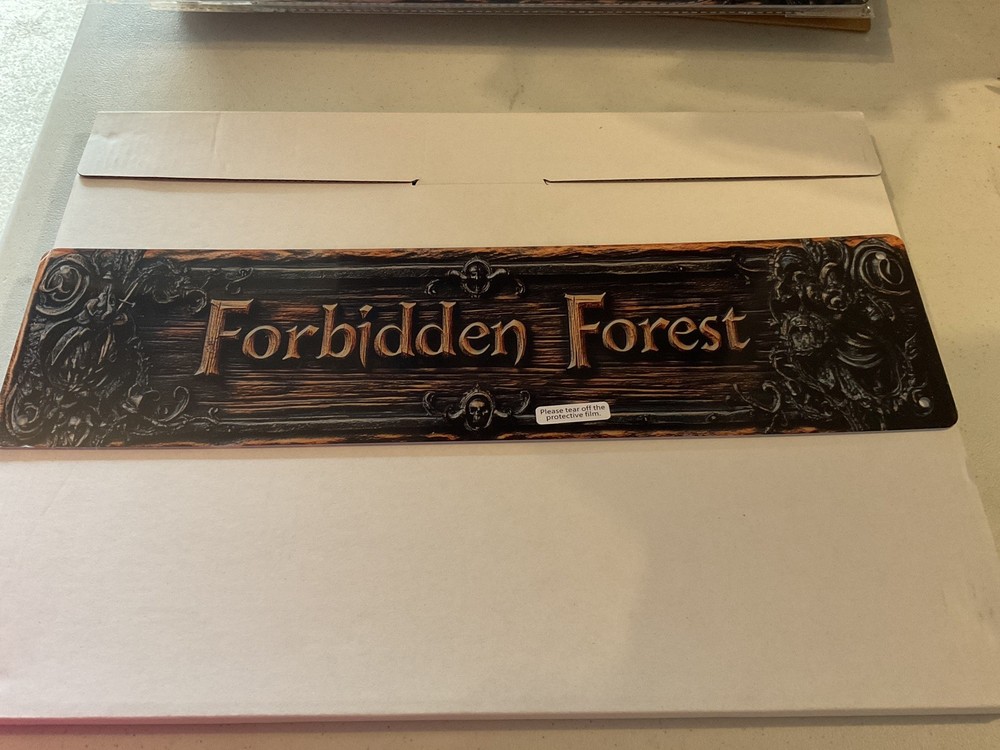 Forbidden Forest
Please tear off the
protective film.